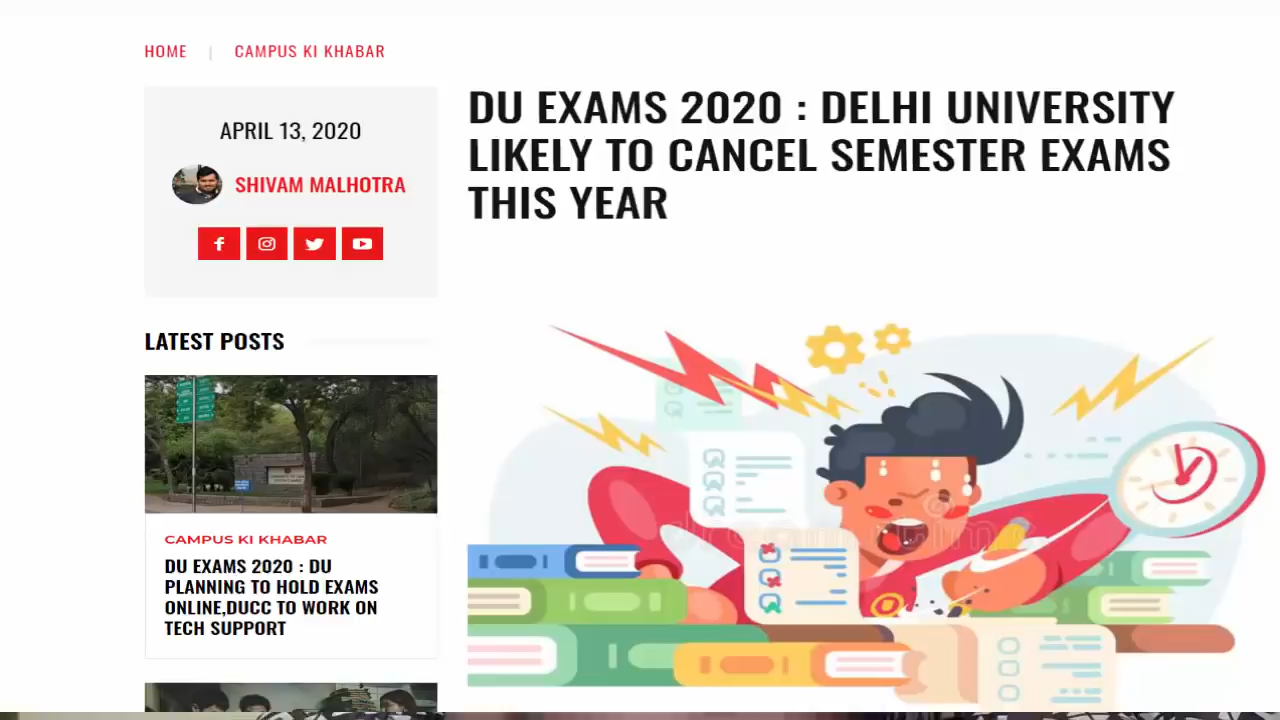 HOME | CAMPUS KI KHABAR
APRIL 13, 2020
SHIVAM MALHOTRA
LATEST POSTS
CAMPUS KI KHABAR
DU EXAMS 2020 : DU
PLANNING TO HOLD EXAMS
ONLINE,DUCC TO WORK ON
TECH SUPPORT
DU EXAMS 2020 : DELHI UNIVERSITY
LIKELY TO CANCEL SEMESTER EXAMS
THIS YEAR